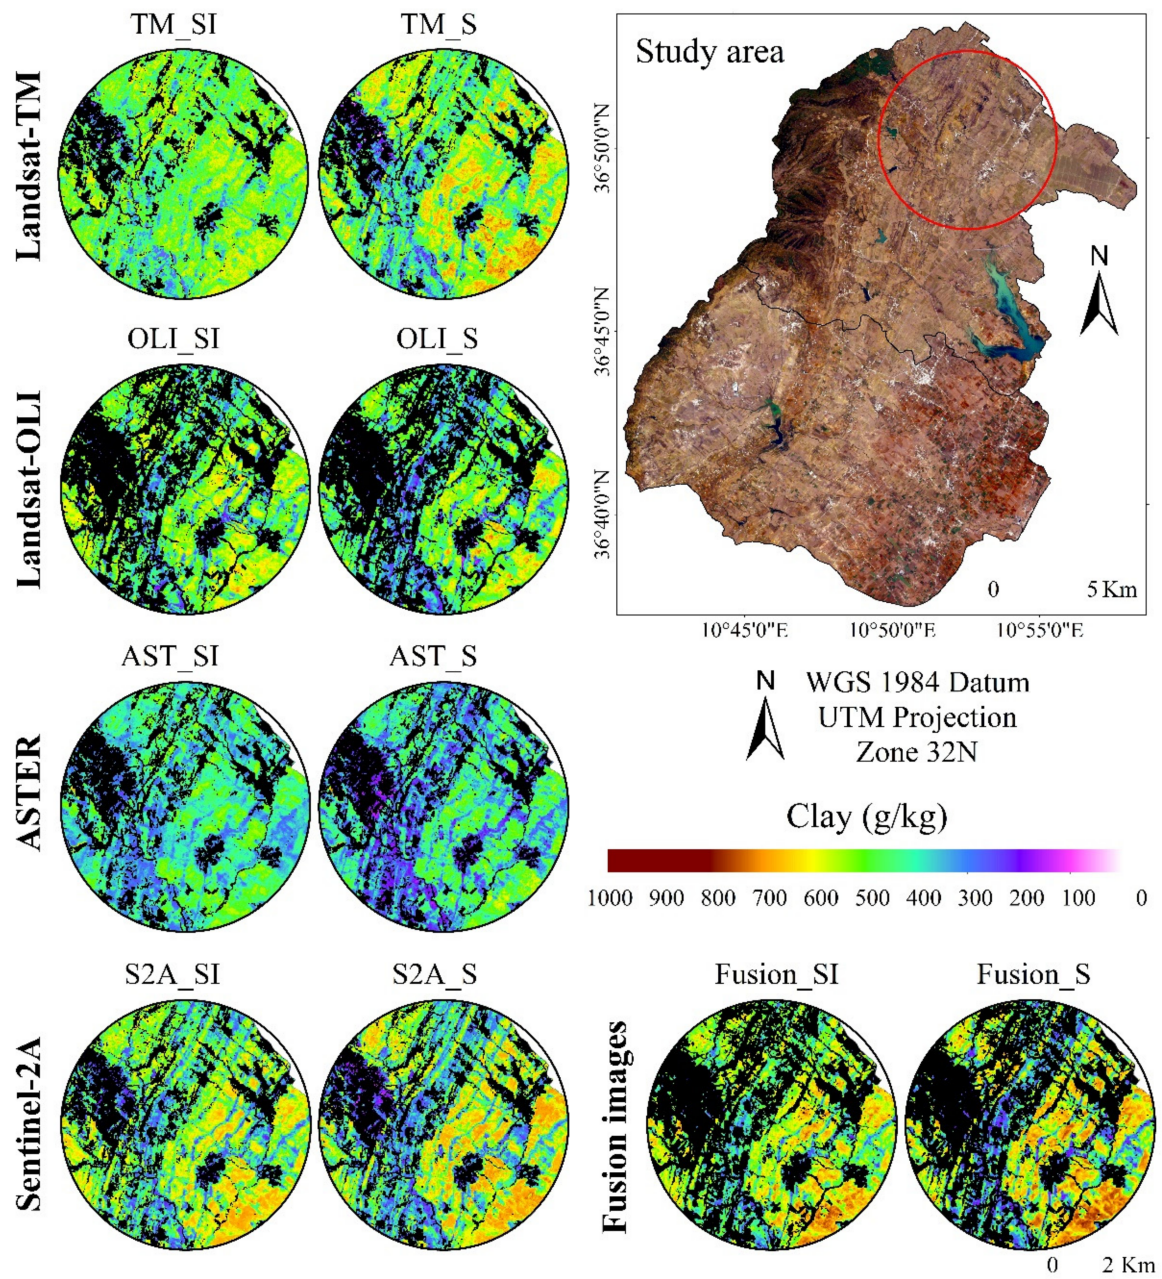 TM_SI
TM_S
Landsat-TM
OLI_SI
OLI_S
Landsat-OLI
AST_SI
AST_S
ASTER
S2A_SI
S2A_S
Sentinel-2A
Study area
36°50'0"N
36°45'0"N
36°40'0"N
N
0 5 Km
10°45'0"E 10°50'0"E 10°55'0"E
N
WGS 1984 Datum
UTM Projection
Zone 32N
Clay (g/kg)
1000 900 800 700 600 500 400 300 200 100 0
Fusion_SI
Fusion_S
Fusion images
0 2 Km